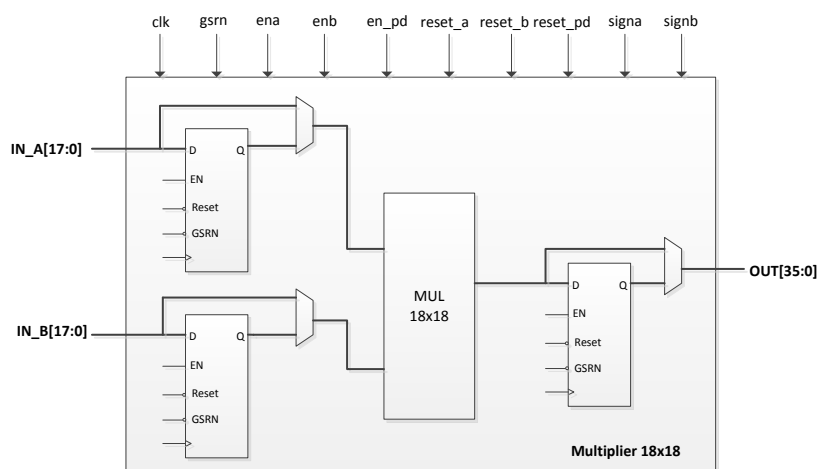 clk gsrn ena enb en_pd reset_a reset_b reset_pd signa signb
IN_A[17:0]
D Q
EN
Reset
GSRN
IN_B[17:0]
D Q
EN
Reset
GSRN
MUL
18x18
D Q
EN
Reset
GSRN
OUT[35:0]
Multiplier 18x18